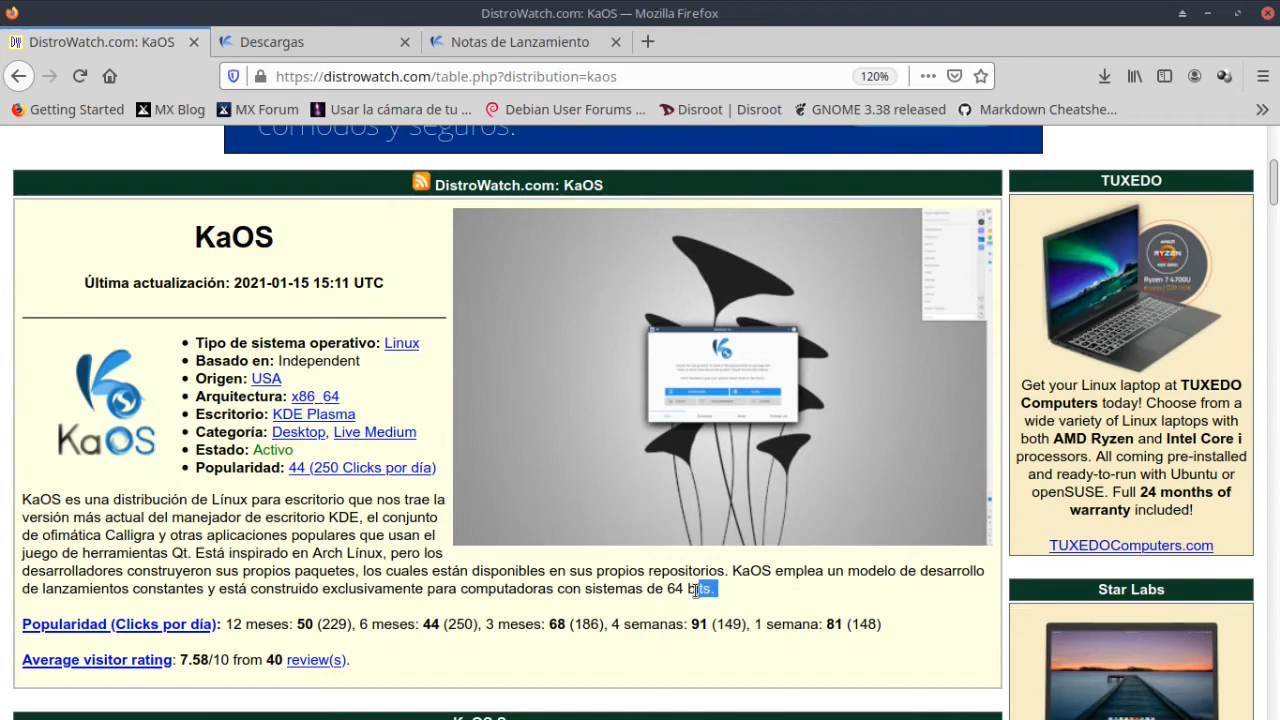 DistroWatch.com: KaOS — Mozilla Firefox
DistroWatch.com: KaOS
Descargas
Notas de Lanzamiento
https://distrowatch.com/table.php?distribution=kaos
120%
Getting Started
MX Blog
MX Forum
Usar la cámara de tu ...
Debian User Forums ...
Disroot | Disroot
GNOME 3.38 released
Markdown Cheatshe...
cómodos y seguros.
DistroWatch.com: KaOS
KaOS
Última actualización: 2021-01-15 15:11 UTC
KaOS
Tipo de sistema operativo: Linux
Basado en: Independent
Origen: USA
Arquitectura: x86_64
Escritorio: KDE Plasma
Categoría: Desktop, Live Medium
Estado: Activo
Popularidad: 44 (250 Clicks por día)
KaOS es una distribución de Línux para escritorio que nos trae la
versión más actual del manejador de escritorio KDE, el conjunto
de ofimática Calligra y otras aplicaciones populares que usan el
juego de herramientas Qt. Está inspirado en Arch Línux, pero los
desarrolladores construyeron sus propios paquetes, los cuales están disponibles en sus propios repositorios. KaOS emplea un modelo de desarrollo
de lanzamientos constantes y está construido exclusivamente para computadoras con sistemas de 64 bits.
Popularidad (Clicks por día): 12 meses: 50 (229), 6 meses: 44 (250), 3 meses: 68 (186), 4 semanas: 91 (149), 1 semana: 81 (148)
Average visitor rating: 7.58/10 from 40 review(s).
TUXEDO
AMD
RYZEN
Ryzen 7 4700U
Get your Linux laptop at TUXEDO
Computers today! Choose from a
wide variety of Linux laptops with
both AMD Ryzen and Intel Core i
processors. All coming pre-installed
and ready-to-run with Ubuntu or
openSUSE. Full 24 months of
warranty included!
TUXEDOComputers.com
Star Labs